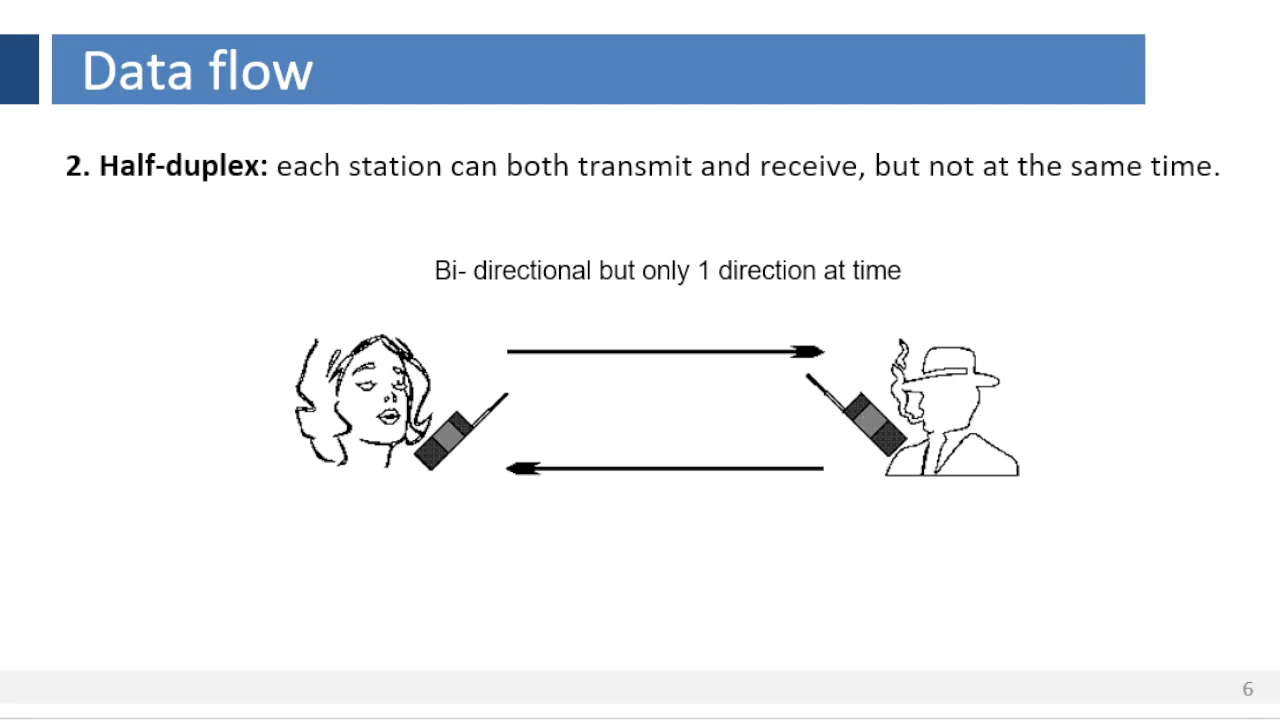 Data flow
2. Half-duplex: each station can both transmit and receive, but not at the same time.
Bi- directional but only 1 direction at time
6